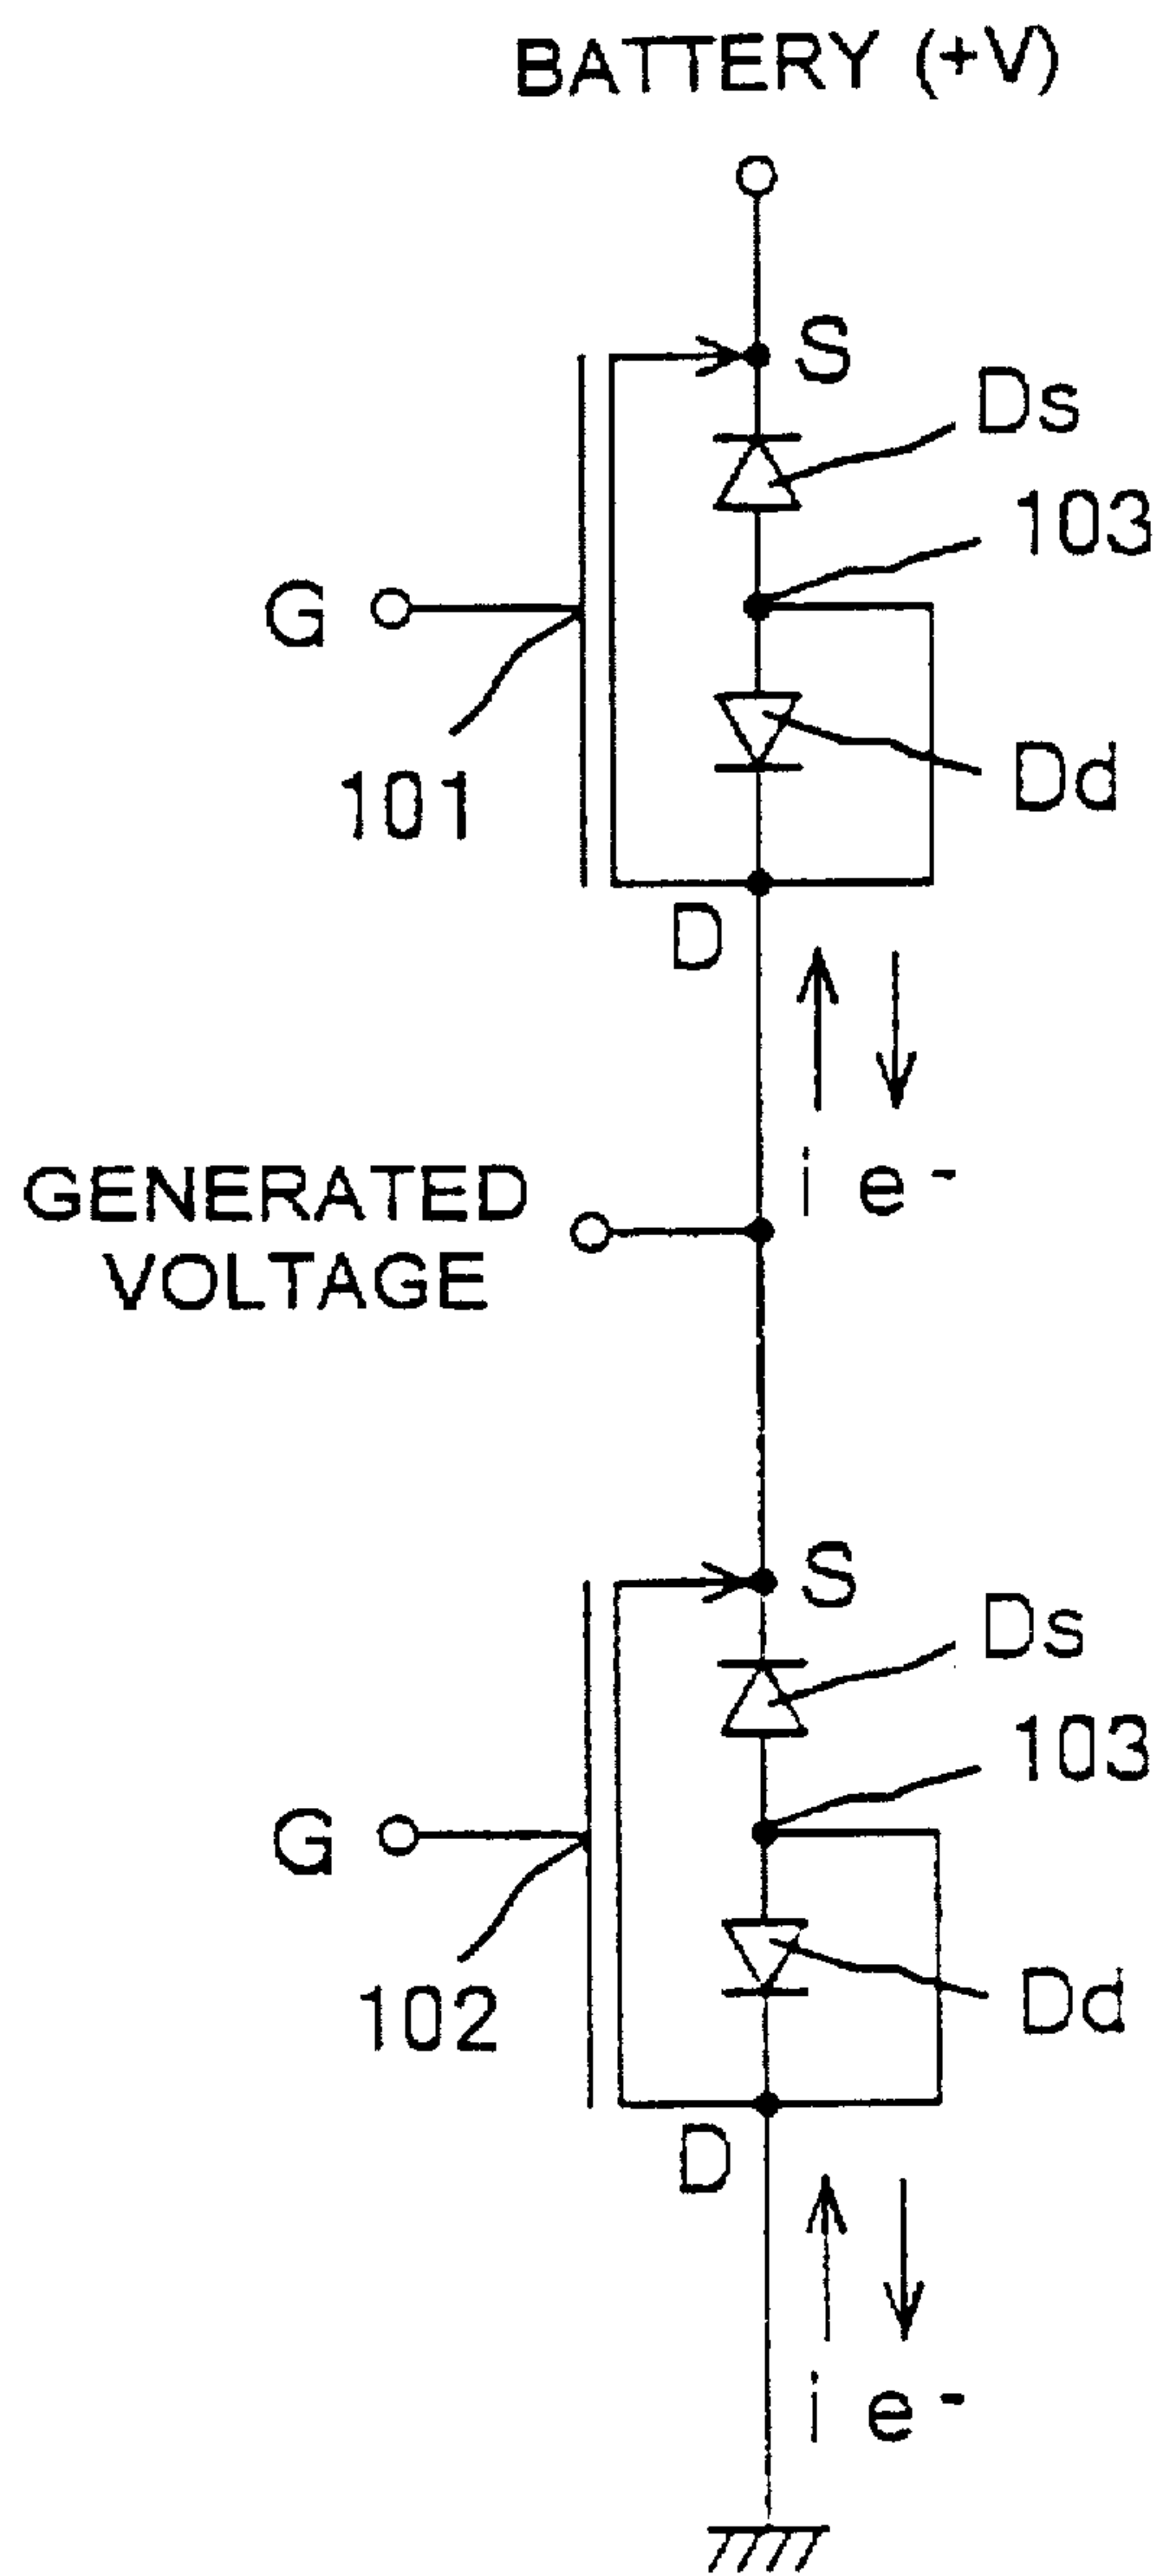 BATTERY (+V)
S
Ds
103
G
101
Dd
D
i e-
GENERATED
VOLTAGE
S
Ds
103
G
102
Dd
D
i e-